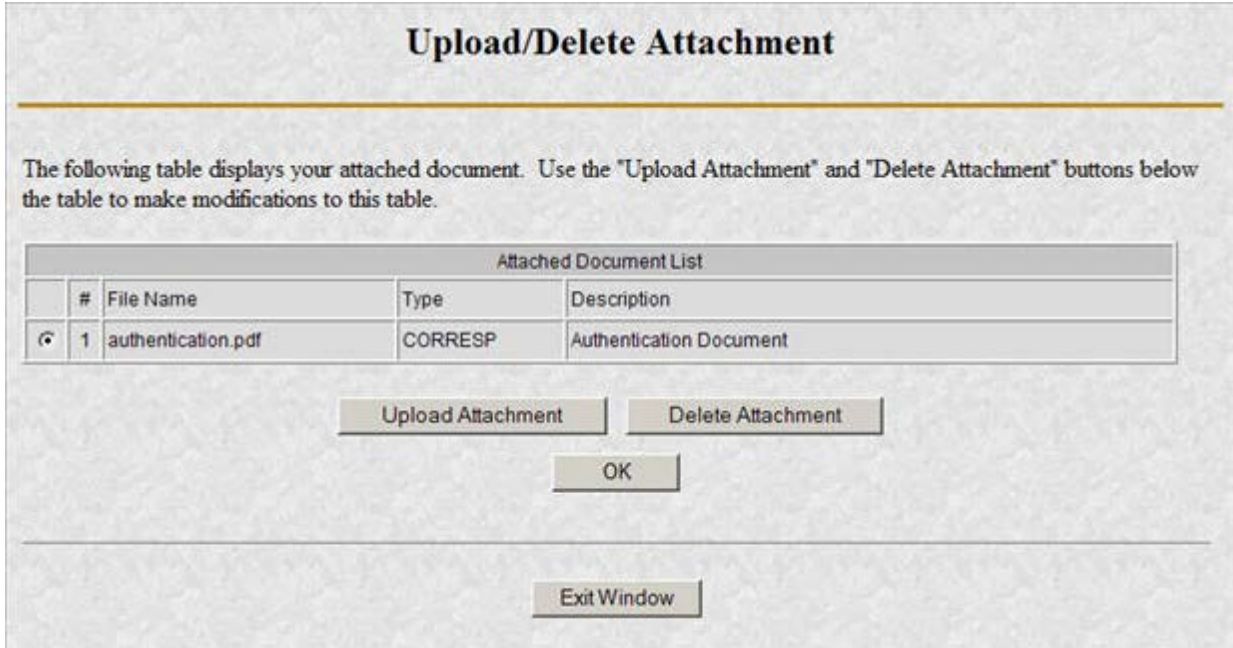 Upload/Delete Attachment
The following table displays your attached document.  Use the "Upload Attachment" and "Delete Attachment" buttons below
the table to make modifications to this table.
Attached Document List
# File Name Type Description
1 authentication.pdf CORRESP Authentication Document
Upload Attachment Delete Attachment
OK
Exit Window